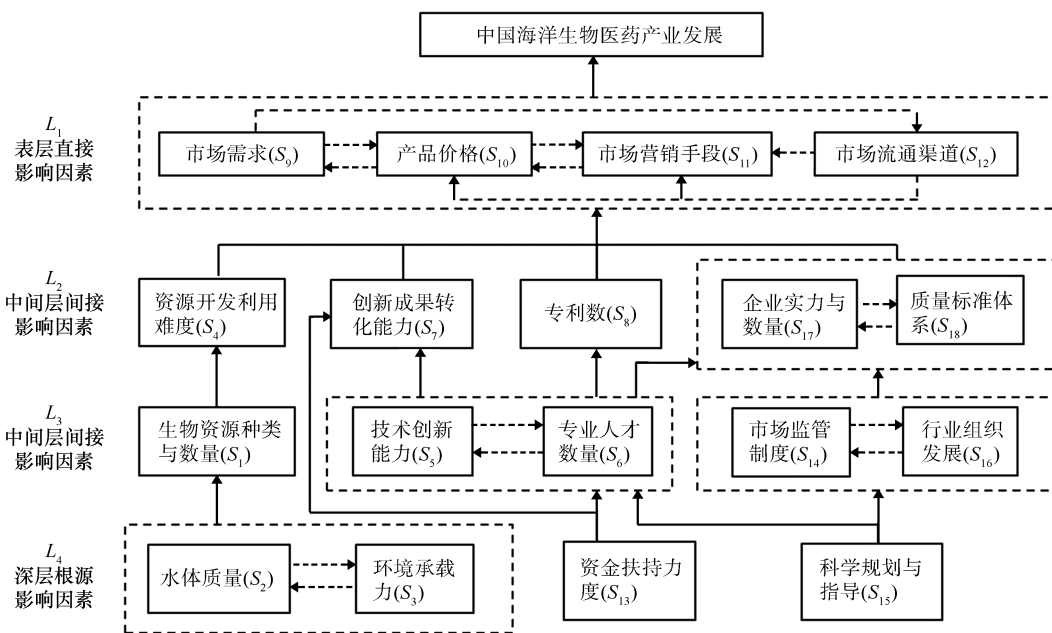 中国海洋生物医药产业发展
L₁
表层直接
影响因素
市场需求(S₉)
产品价格(S₁₀)
市场营销手段(S₁₁)
市场流通渠道(S₁₂)
L₂
中间层间接
影响因素
资源开发利用
难度(S₄)
创新成果转
化能力(S₇)
专利数(S₈)
企业实力与
数量(S₁₇)
质量标准体
系(S₁₈)
L₃
中间层间接
影响因素
生物资源种类
与数量(S₁)
技术创新
能力(S₅)
专业人才
数量(S₆)
市场监管
制度(S₁₄)
行业组织
发展(S₁₆)
L₄
深层根源
影响因素
水体质量(S₂)
环境承载
力(S₃)
资金扶持力
度(S₁₃)
科学规划与
指导(S₁₅)